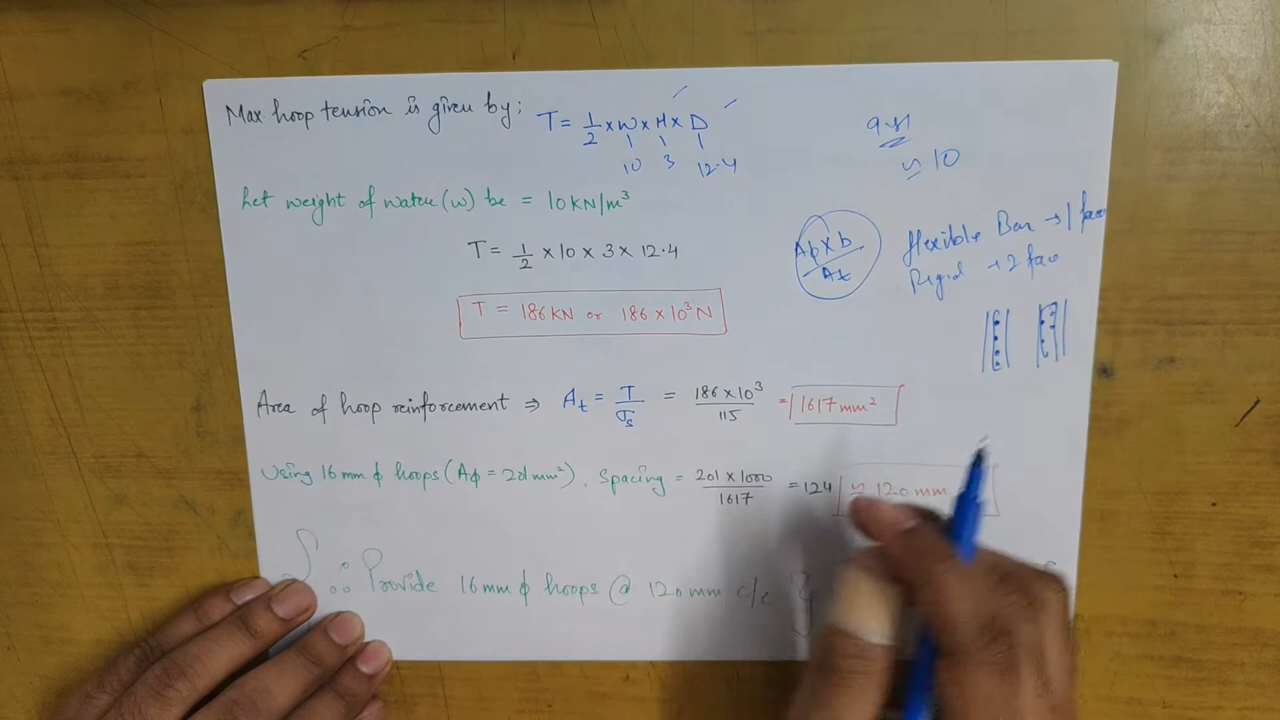 Max. hoop tension is given by; T = 1/2 × W × H × D
10 3 12.4
≈ 10
Let weight of water (w) be = 10 KN/m³
T = 1/2 × 10 × 3 × 12.4
T = 186 KN or 186 × 10³ N
Aϕ × b / At
flexible Bar → 1 face
Rigid → 2 face
Area of hoop reinforcement ⇒ At = T/σs = 186 × 10³ / 115 = 1617 mm²
Using 16 mm ϕ hoops (Aϕ = 201 mm²). Spacing = 201 × 1000 / 1617 = 124 ≈ 120 mm
∴ Provide 16 mm ϕ hoops @ 120 mm c/c